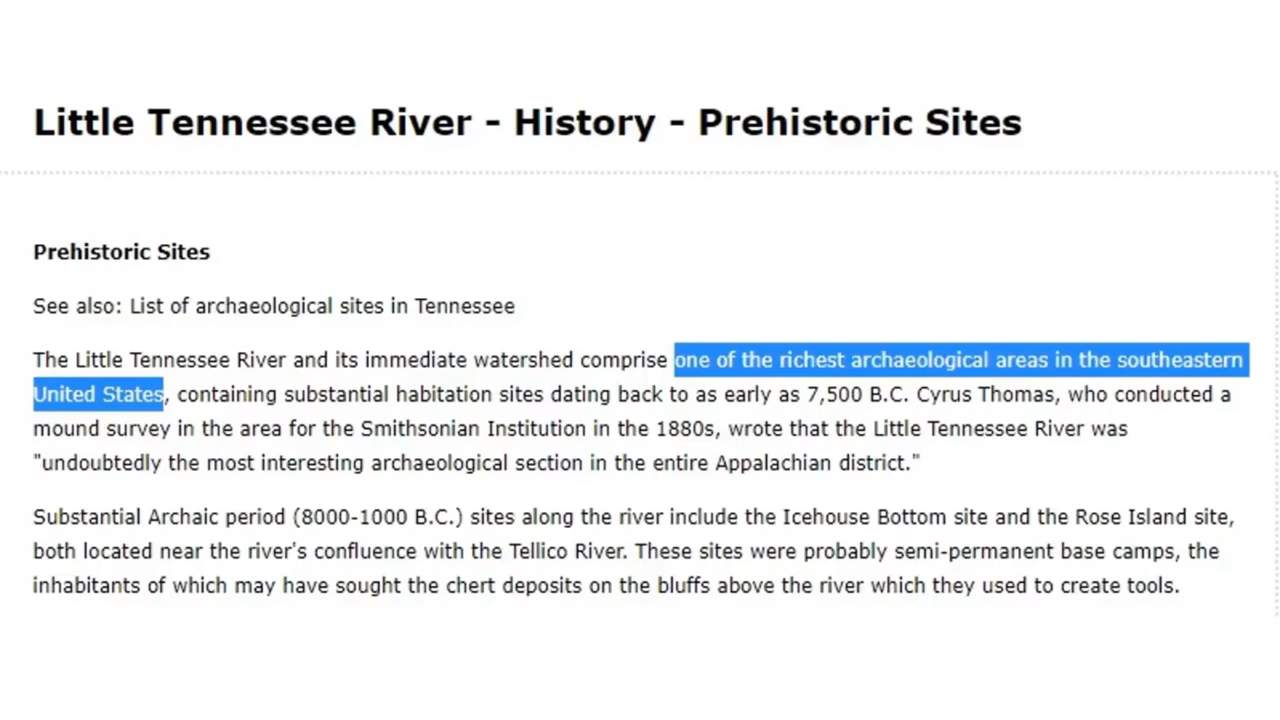 Little Tennessee River - History - Prehistoric Sites
Prehistoric Sites
See also: List of archaeological sites in Tennessee
The Little Tennessee River and its immediate watershed comprise one of the richest archaeological areas in the southeastern
United States, containing substantial habitation sites dating back to as early as 7,500 B.C. Cyrus Thomas, who conducted a
mound survey in the area for the Smithsonian Institution in the 1880s, wrote that the Little Tennessee River was
"undoubtedly the most interesting archaeological section in the entire Appalachian district."
Substantial Archaic period (8000-1000 B.C.) sites along the river include the Icehouse Bottom site and the Rose Island site,
both located near the river's confluence with the Tellico River. These sites were probably semi-permanent base camps, the
inhabitants of which may have sought the chert deposits on the bluffs above the river which they used to create tools.